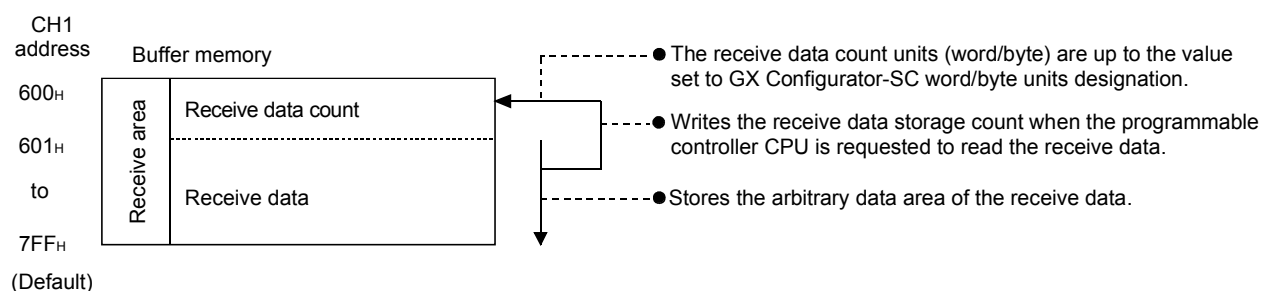 CH1
address
Buffer memory
600H
Receive data count
601H
to
Receive area
Receive data
7FFH
(Default)
● The receive data count units (word/byte) are up to the value
set to GX Configurator-SC word/byte units designation.
● Writes the receive data storage count when the programmable
controller CPU is requested to read the receive data.
● Stores the arbitrary data area of the receive data.